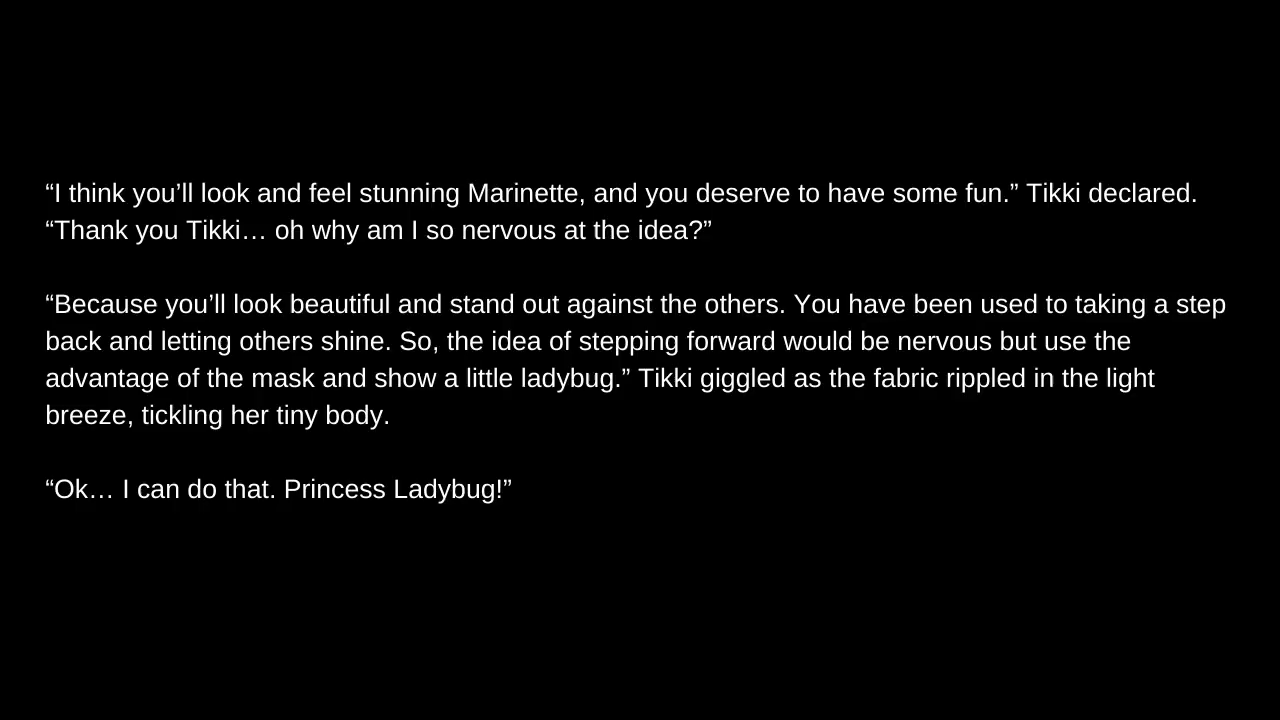 “I think you’ll look and feel stunning Marinette, and you deserve to have some fun.” Tikki declared.
“Thank you Tikki… oh why am I so nervous at the idea?”
“Because you’ll look beautiful and stand out against the others. You have been used to taking a step
back and letting others shine. So, the idea of stepping forward would be nervous but use the
advantage of the mask and show a little ladybug.” Tikki giggled as the fabric rippled in the light
breeze, tickling her tiny body.
“Ok… I can do that. Princess Ladybug!”